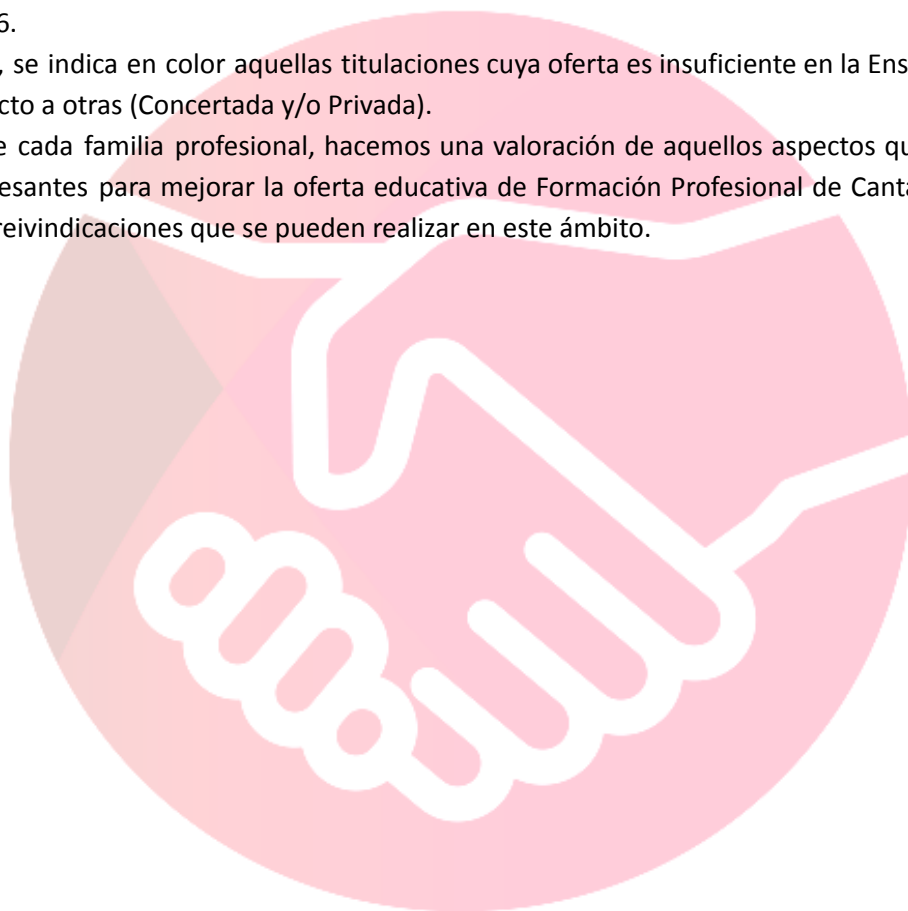 6.
, se indica en color aquellas titulaciones cuya oferta es insuficiente en la Ens
cto a otras (Concertada y/o Privada).
e cada familia profesional, hacemos una valoración de aquellos aspectos qu
esantes para mejorar la oferta educativa de Formación Profesional de Canta
reivindicaciones que se pueden realizar en este ámbito.